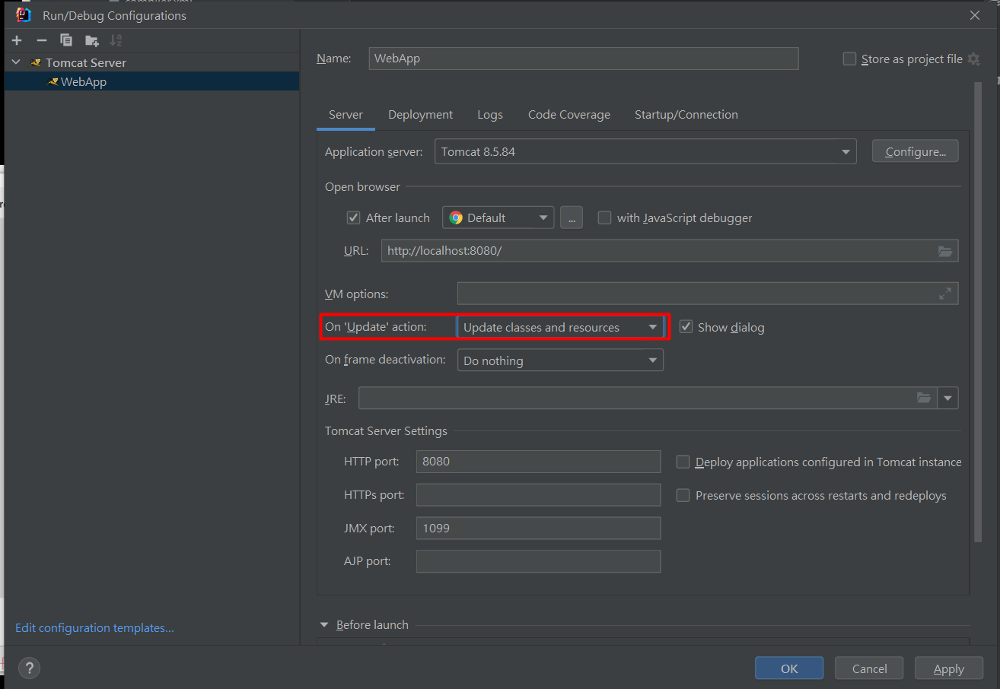 Run/Debug Configurations
Tomcat Server
WebApp
Edit configuration templates...
Name: WebApp
Store as project file
Server Deployment Logs Code Coverage Startup/Connection
Application server: Tomcat 8.5.84 Configure...
Open browser
After launch Default ... with JavaScript debugger
URL: http://localhost:8080/
VM options:
On 'Update' action: Update classes and resources Show dialog
On frame deactivation: Do nothing
JRE:
Tomcat Server Settings
HTTP port: 8080 Deploy applications configured in Tomcat instance
HTTPs port: Preserve sessions across restarts and redeploys
JMX port: 1099
AJP port:
Before launch
? OK Cancel Apply